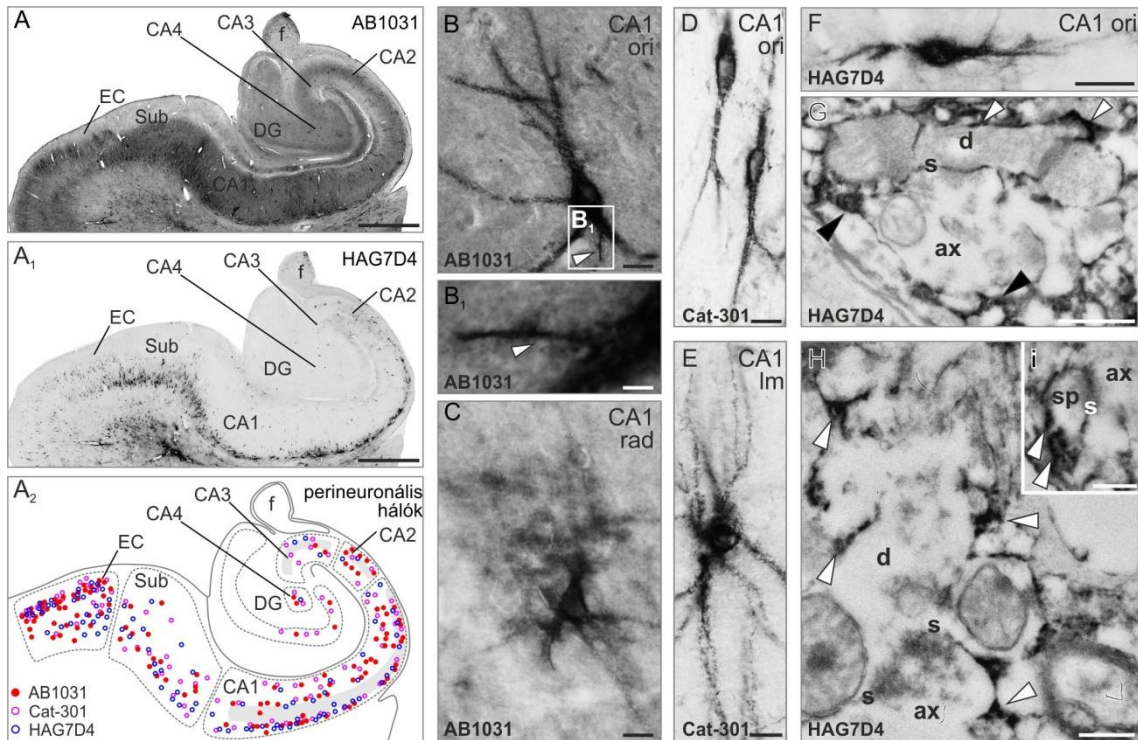 A
AB1031
CA3
f
CA4
CA2
EC
Sub
DG
CA1
A1
HAG7D4
CA3
f
CA4
CA2
EC
Sub
DG
CA1
A2
perineuronális
hálók
CA3
f
CA4
CA2
EC
Sub
DG
CA1
AB1031
Cat-301
HAG7D4
B
CA1
ori
B1
AB1031
B1
AB1031
C
CA1
rad
AB1031
D
CA1
ori
Cat-301
E
CA1
lm
Cat-301
F
CA1 ori
HAG7D4
G
d
s
ax
HAG7D4
H
d
s
s
ax
HAG7D4
i
ax
sp
s